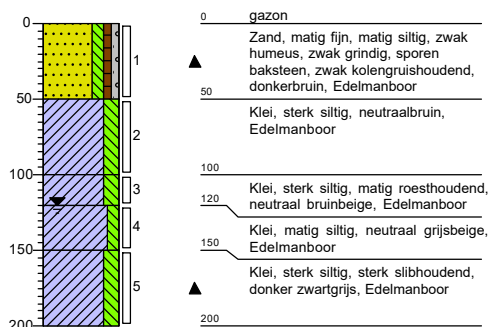 0
50
100
150
200
1
2
3
4
5
0 gazon
Zand, matig fijn, matig siltig, zwak
humeus, zwak grindig, sporen
baksteen, zwak kolengruishoudend,
donkerbruin, Edelmanboor
50
Klei, sterk siltig, neutraalbruin,
Edelmanboor
100
Klei, sterk siltig, matig roesthoudend,
neutraal bruinbeige, Edelmanboor
120
Klei, matig siltig, neutraal grijsbeige,
Edelmanboor
150
Klei, sterk siltig, sterk slibhoudend,
donker zwartgrijs, Edelmanboor
200